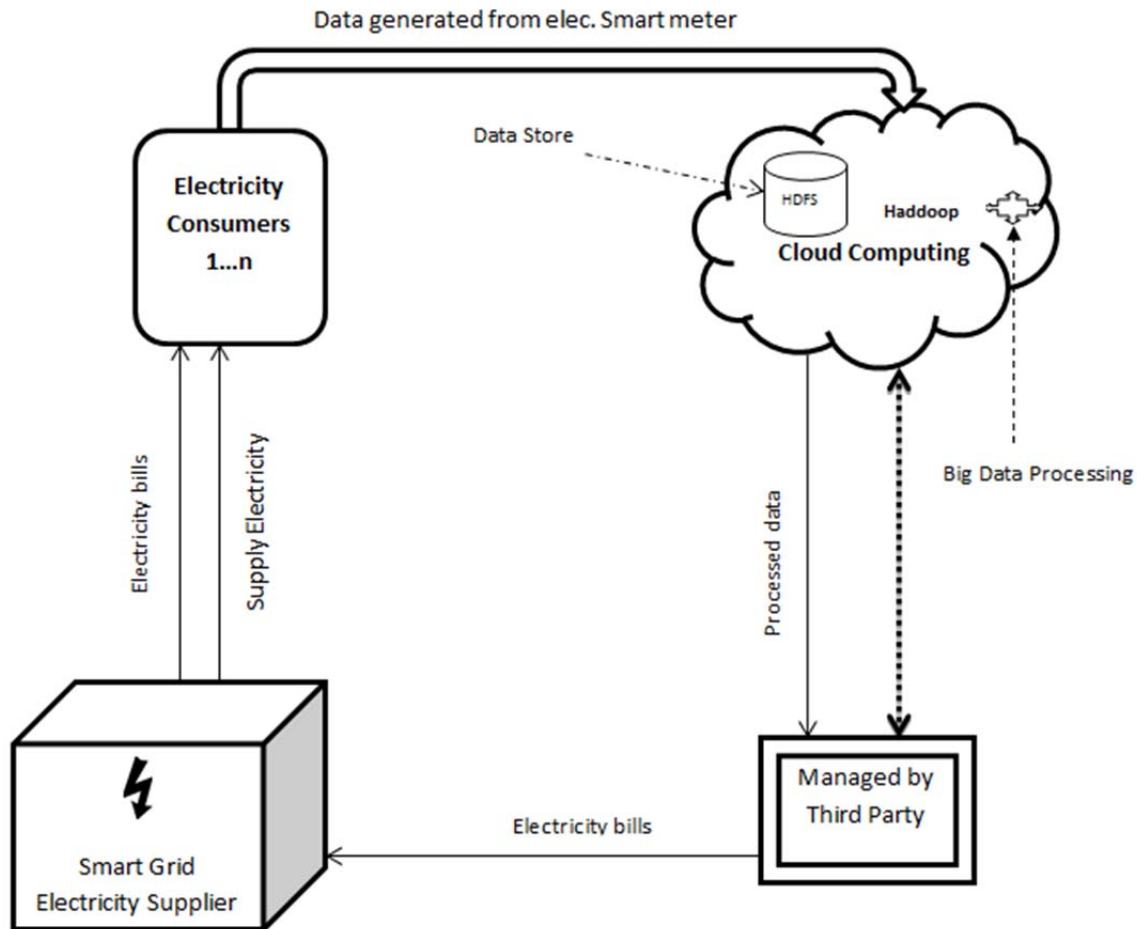 Data generated from elec. Smart meter
Electricity
Consumers
1...n
Data Store
HDFS
Haddoop
Cloud Computing
Big Data Processing
Electricity bills
Supply Electricity
Processed data
Managed by
Third Party
Electricity bills
Smart Grid
Electricity Supplier